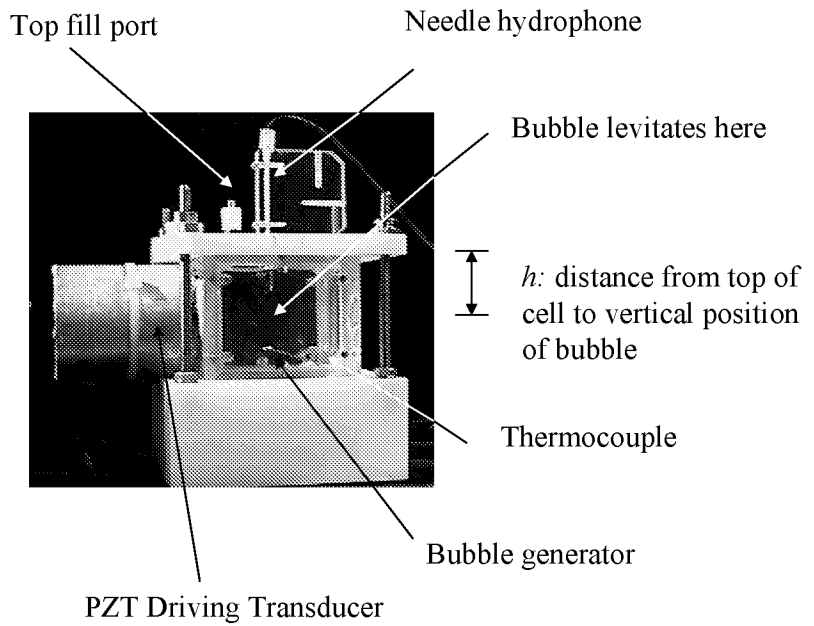 Top fill port
Needle hydrophone
Bubble levitates here
h: distance from top of
cell to vertical position
of bubble
Thermocouple
Bubble generator
PZT Driving Transducer